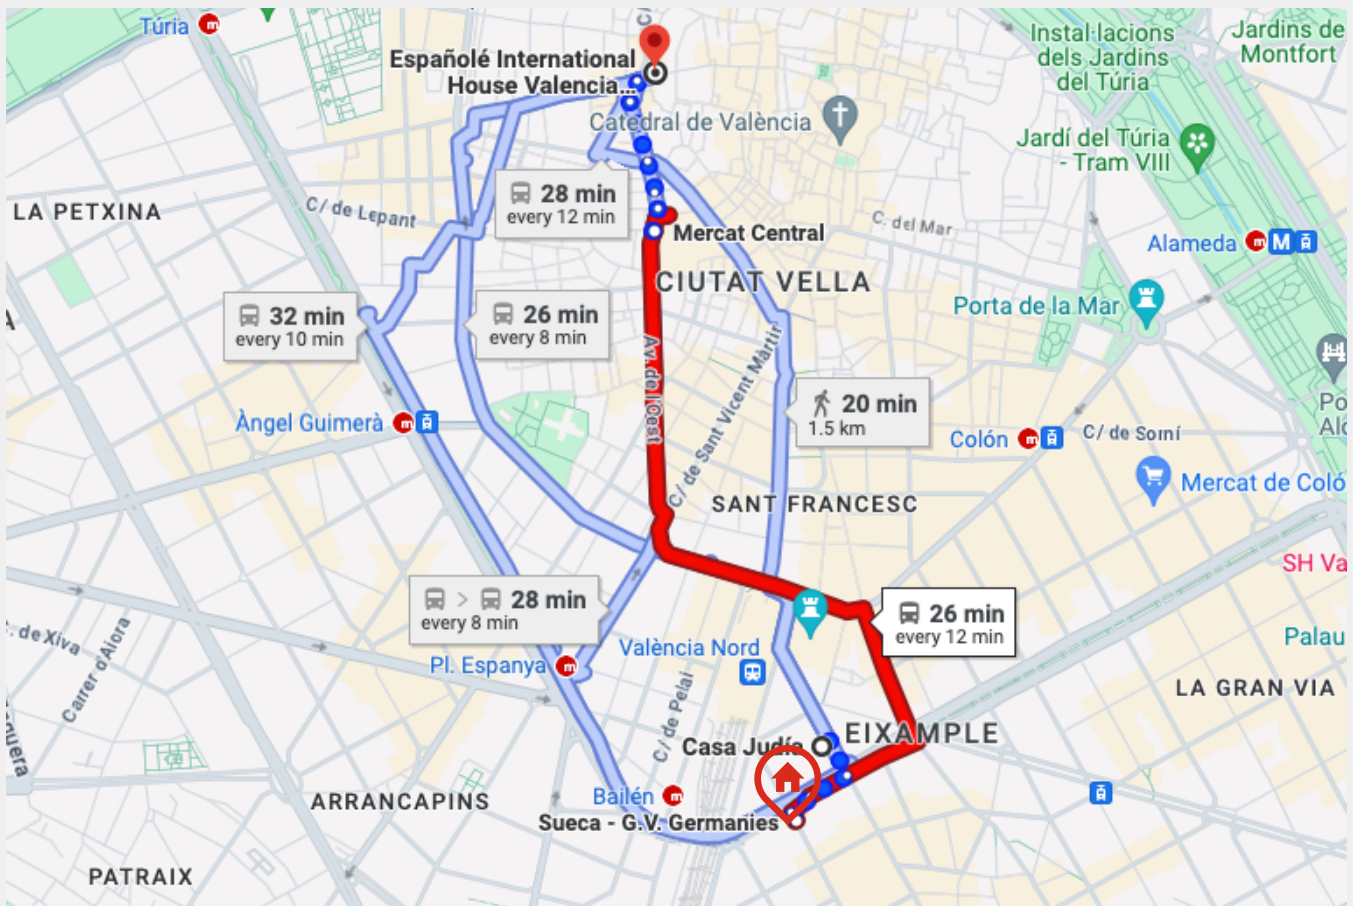 Túria
Españolé International
House Valencia...
Instal·lacions
dels Jardins
del Túria
Jardins de
Montfort
Catedral de València
Jardí del Túria
- Tram VIII
LA PETXINA
C/ de Lepant
28 min
every 12 min
Mercat Central
C. del Mar
Alameda
M
CIUTAT VELLA
Porta de la Mar
32 min
every 10 min
26 min
every 8 min
Av. de l'Oest
C/ de Sant Vicent Màrtir
20 min
1.5 km
Àngel Guimerà
Colón
C/ de Sorní
Mercat de Coló
SANT FRANCESC
SH Va
28 min
every 8 min
26 min
every 12 min
de Xiva
Carrer d'Aiora
Pl. Espanya
València Nord
Palau
C/ de Pelai
LA GRAN VIA
Casa Judía
EIXAMPLE
ARRANCAPINS
Bailén
Sueca - G.V. Germanies
PATRAIX